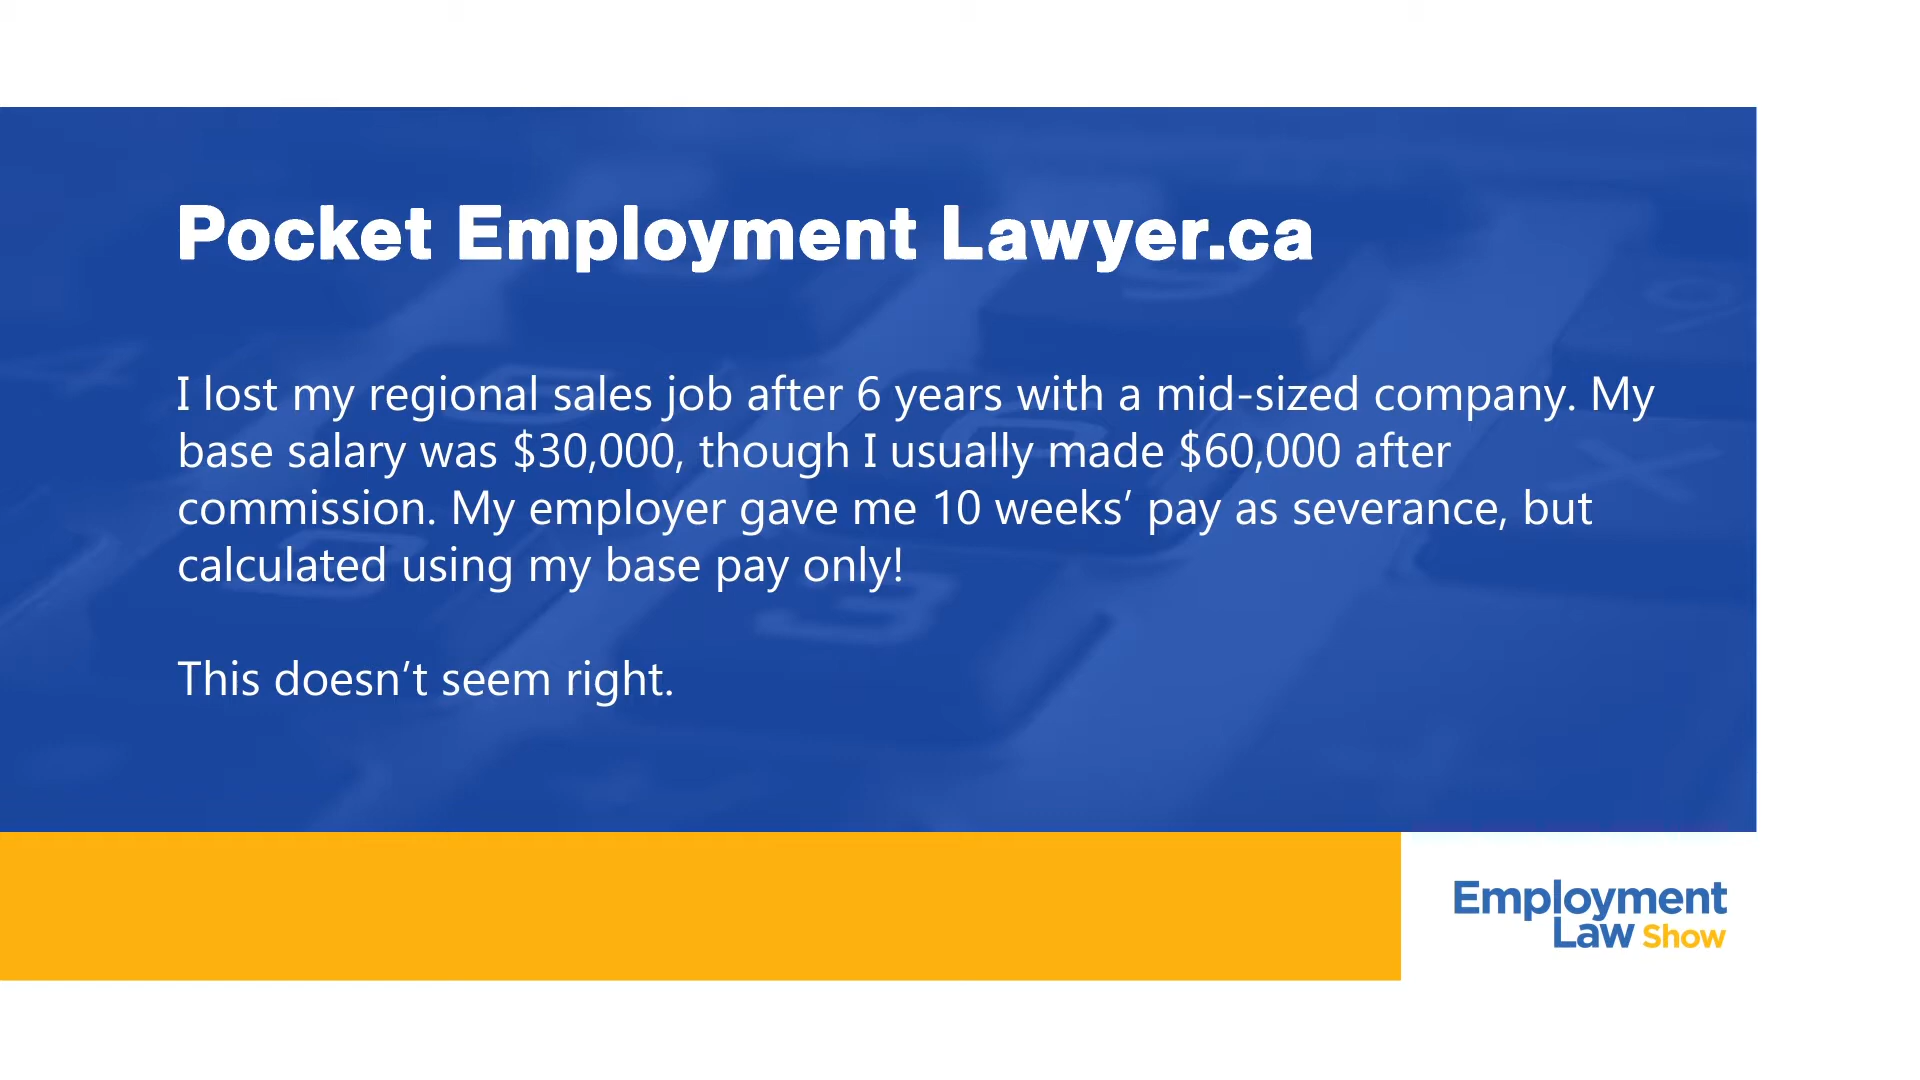 Pocket Employment Lawyer.ca
I lost my regional sales job after 6 years with a mid-sized company. My
base salary was $30,000, though I usually made $60,000 after
commission. My employer gave me 10 weeks’ pay as severance, but
calculated using my base pay only!
This doesn’t seem right.
Employment
Law Show